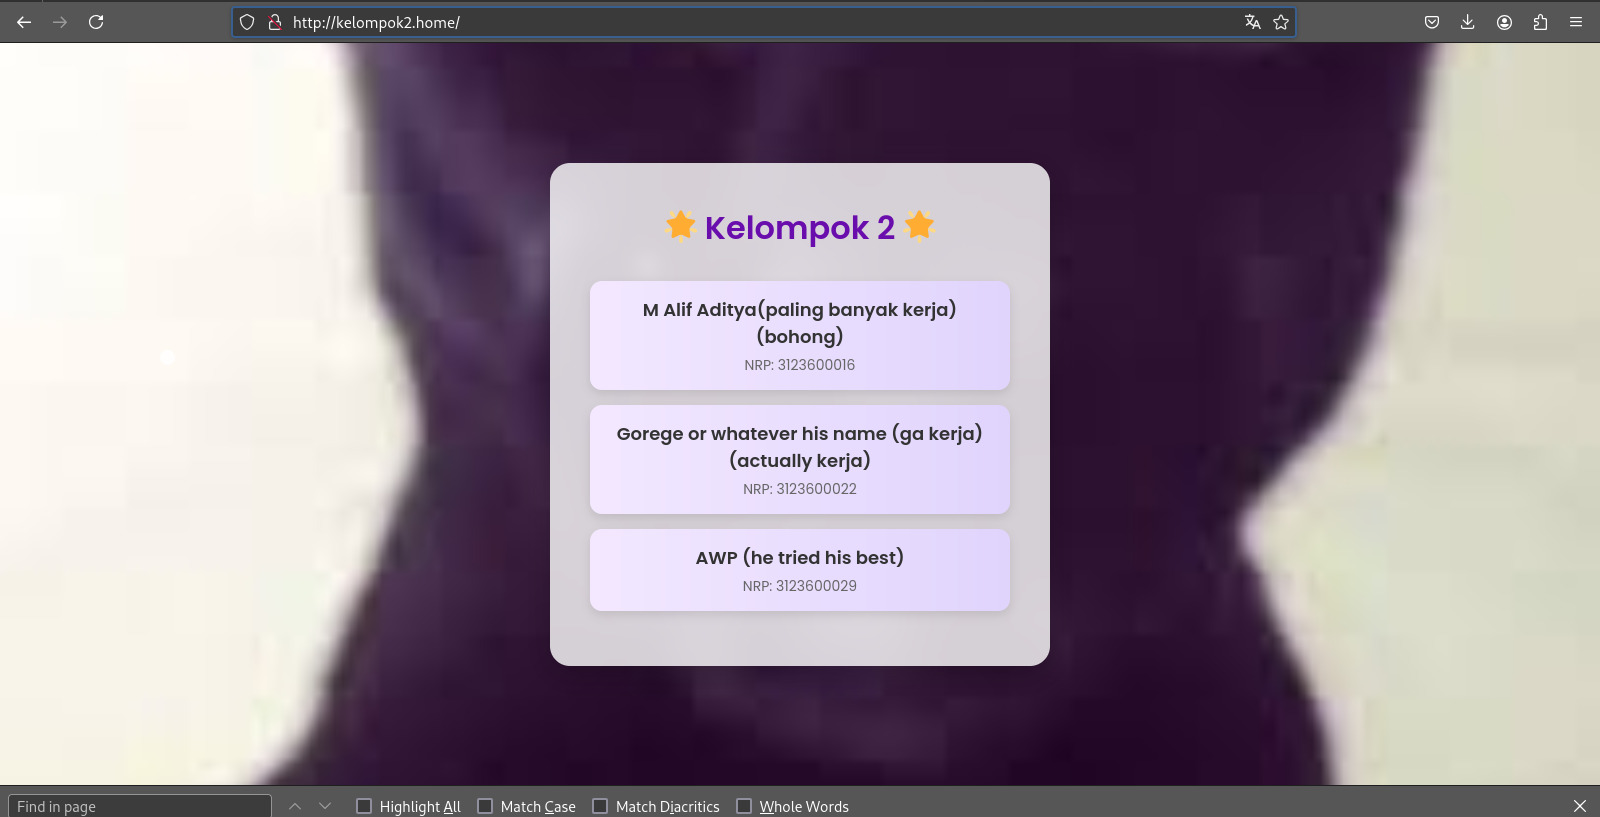 http://kelompok2.home/
🌟 Kelompok 2 🌟
M Alif Aditya(paling banyak kerja)
(bohong)
NRP: 3123600016
Gorege or whatever his name (ga kerja)
(actually kerja)
NRP: 3123600022
AWP (he tried his best)
NRP: 3123600029
Find in page
Highlight All
Match Case
Match Diacritics
Whole Words